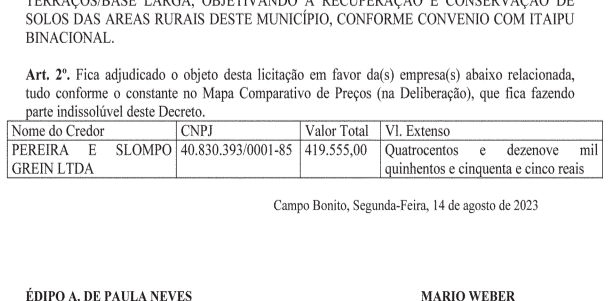 TERRAÇOS/BASE LARGA, OBJETIVANDO A RECUPERAÇÃO E CONSERVAÇÃO DE
SOLOS DAS AREAS RURAIS DESTE MUNICÍPIO, CONFORME CONVENIO COM ITAIPU
BINACIONAL.
Art. 2º. Fica adjudicado o objeto desta licitação em favor da(s) empresa(s) abaixo relacionada,
tudo conforme o constante no Mapa Comparativo de Preços (na Deliberação), que fica fazendo
parte indissolúvel deste Decreto.
Nome do Credor CNPJ Valor Total Vl. Extenso
PEREIRA E SLOMPO 40.830.393/0001-85 419.555,00 Quatrocentos e dezenove mil
GREIN LTDA quinhentos e cinquenta e cinco reais
Campo Bonito, Segunda-Feira, 14 de agosto de 2023
ÉDIPO A. DE PAULA NEVES MARIO WEBER